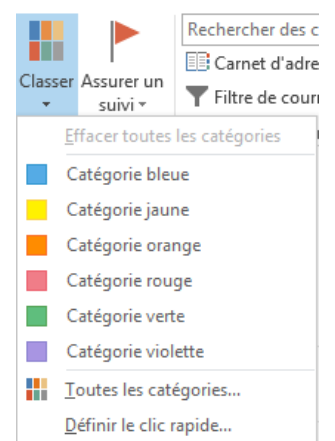 Rechercher des c
Classer
Assurer un
suivi
Carnet d'adre
Filtre de courr
Effacer toutes les catégories
Catégorie bleue
Catégorie jaune
Catégorie orange
Catégorie rouge
Catégorie verte
Catégorie violette
Toutes les catégories...
Définir le clic rapide...